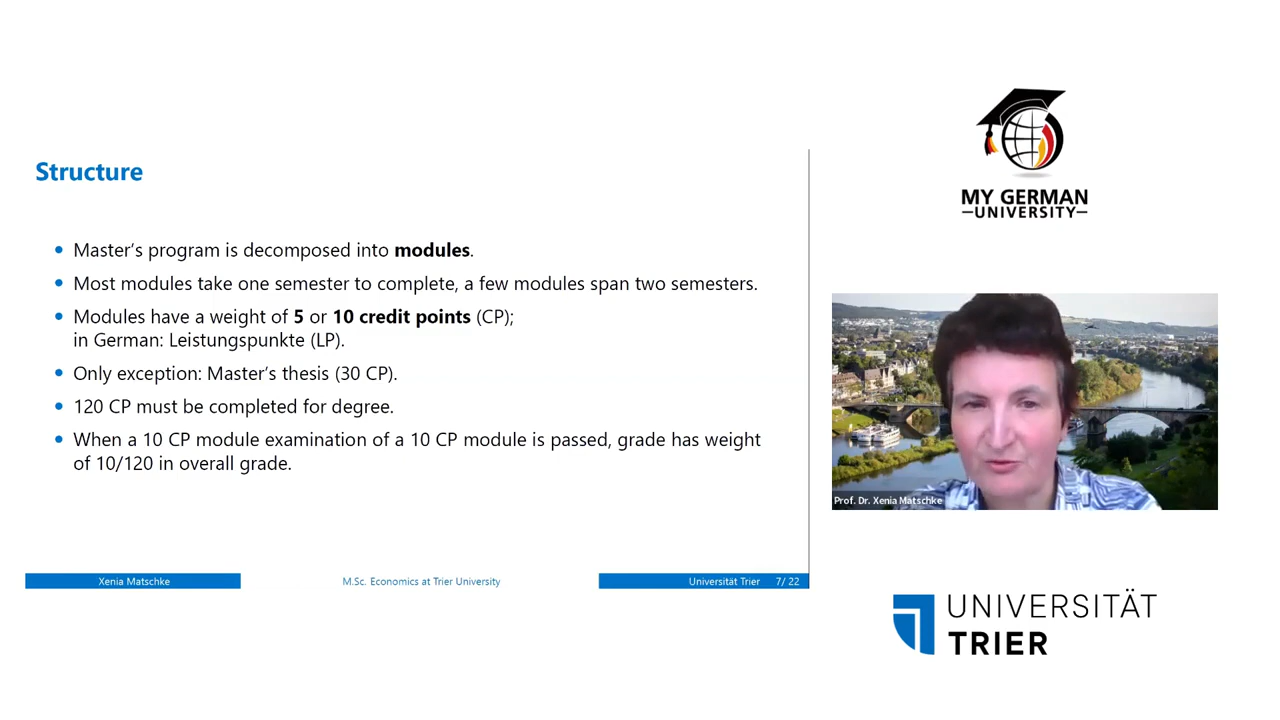 Structure
Master's program is decomposed into modules.
Most modules take one semester to complete, a few modules span two semesters.
Modules have a weight of 5 or 10 credit points (CP);
in German: Leistungspunkte (LP).
Only exception: Master's thesis (30 CP).
120 CP must be completed for degree.
When a 10 CP module examination of a 10 CP module is passed, grade has weight
of 10/120 in overall grade.
Xenia Matschke
M.Sc. Economics at Trier University
Universität Trier 7/ 22
MY GERMAN
UNIVERSITY
Prof. Dr. Xenia Matschke
UNIVERSITÄT
TRIER